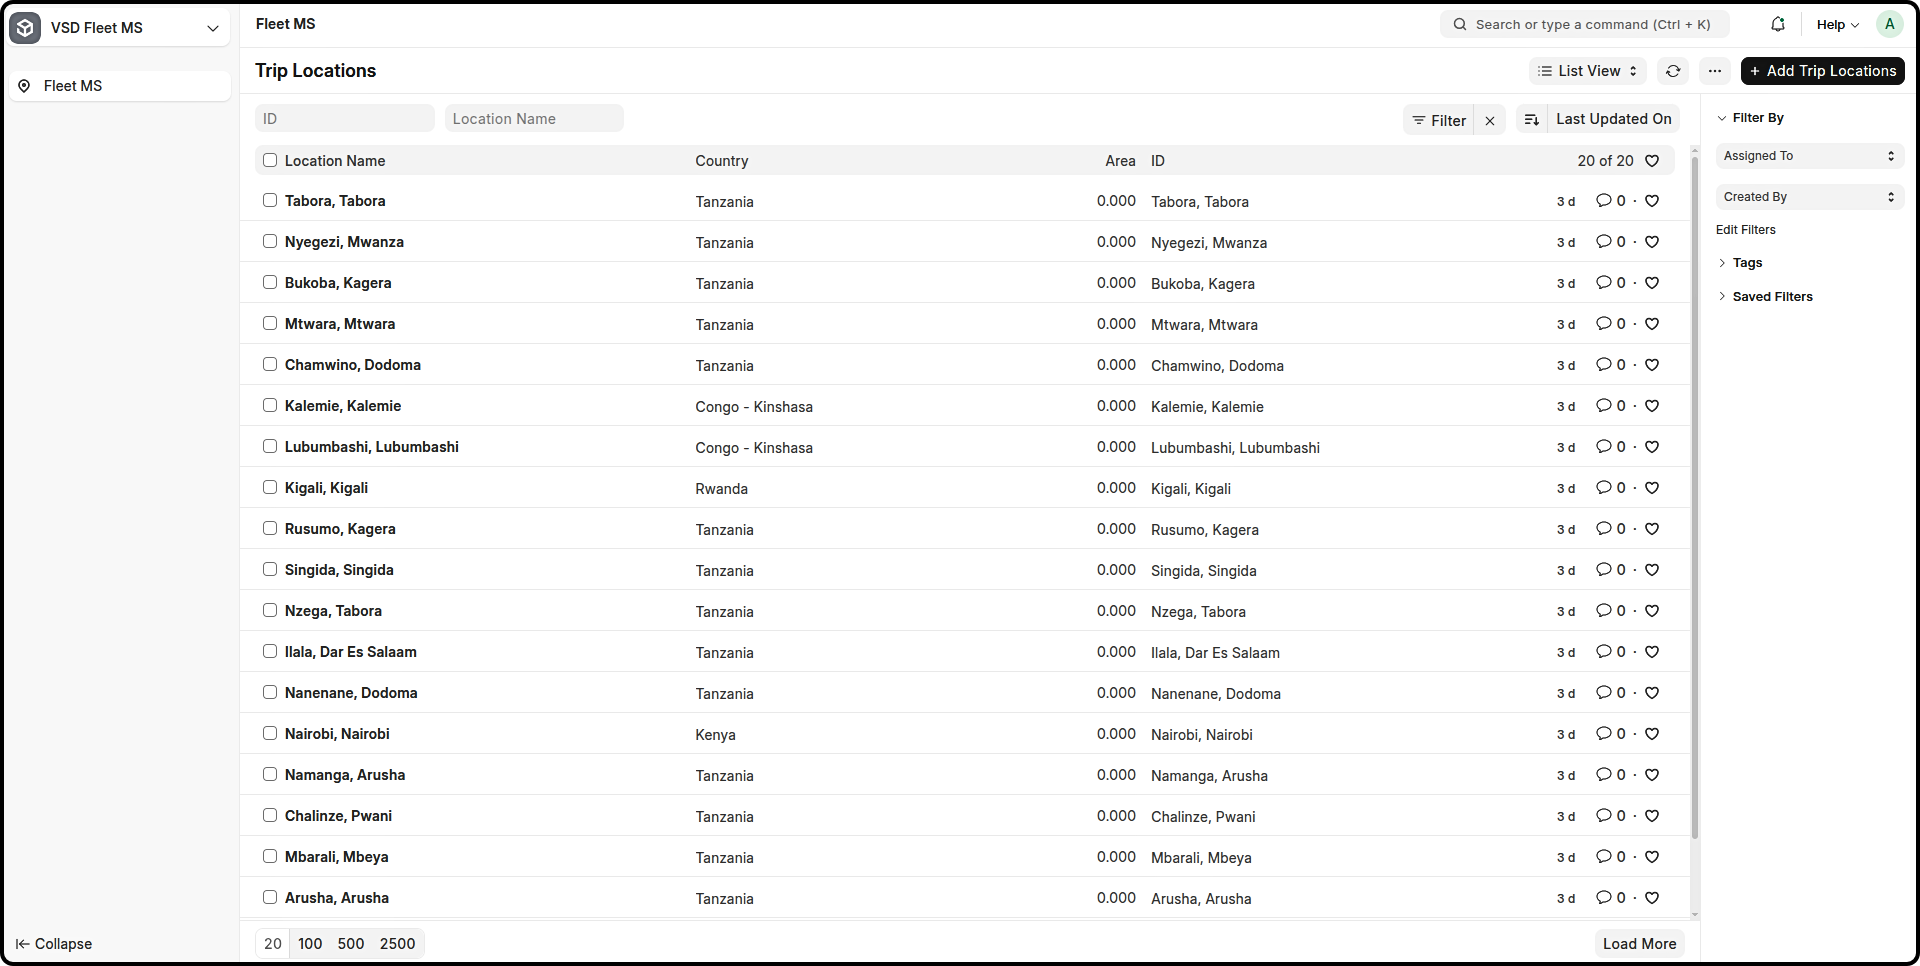 VSD Fleet MS
Fleet MS
Search or type a command (Ctrl + K)
Help
A
Fleet MS
Trip Locations
List View
+ Add Trip Locations
ID
Location Name
Filter
Last Updated On
Location Name Country Area ID 20 of 20
Tabora, Tabora Tanzania 0.000 Tabora, Tabora 3 d 0 ·
Nyegezi, Mwanza Tanzania 0.000 Nyegezi, Mwanza 3 d 0 ·
Bukoba, Kagera Tanzania 0.000 Bukoba, Kagera 3 d 0 ·
Mtwara, Mtwara Tanzania 0.000 Mtwara, Mtwara 3 d 0 ·
Chamwino, Dodoma Tanzania 0.000 Chamwino, Dodoma 3 d 0 ·
Kalemie, Kalemie Congo - Kinshasa 0.000 Kalemie, Kalemie 3 d 0 ·
Lubumbashi, Lubumbashi Congo - Kinshasa 0.000 Lubumbashi, Lubumbashi 3 d 0 ·
Kigali, Kigali Rwanda 0.000 Kigali, Kigali 3 d 0 ·
Rusumo, Kagera Tanzania 0.000 Rusumo, Kagera 3 d 0 ·
Singida, Singida Tanzania 0.000 Singida, Singida 3 d 0 ·
Nzega, Tabora Tanzania 0.000 Nzega, Tabora 3 d 0 ·
Ilala, Dar Es Salaam Tanzania 0.000 Ilala, Dar Es Salaam 3 d 0 ·
Nanenane, Dodoma Tanzania 0.000 Nanenane, Dodoma 3 d 0 ·
Nairobi, Nairobi Kenya 0.000 Nairobi, Nairobi 3 d 0 ·
Namanga, Arusha Tanzania 0.000 Namanga, Arusha 3 d 0 ·
Chalinze, Pwani Tanzania 0.000 Chalinze, Pwani 3 d 0 ·
Mbarali, Mbeya Tanzania 0.000 Mbarali, Mbeya 3 d 0 ·
Arusha, Arusha Tanzania 0.000 Arusha, Arusha 3 d 0 ·
20 100 500 2500
Load More
Filter By
Assigned To
Created By
Edit Filters
Tags
Saved Filters
Collapse